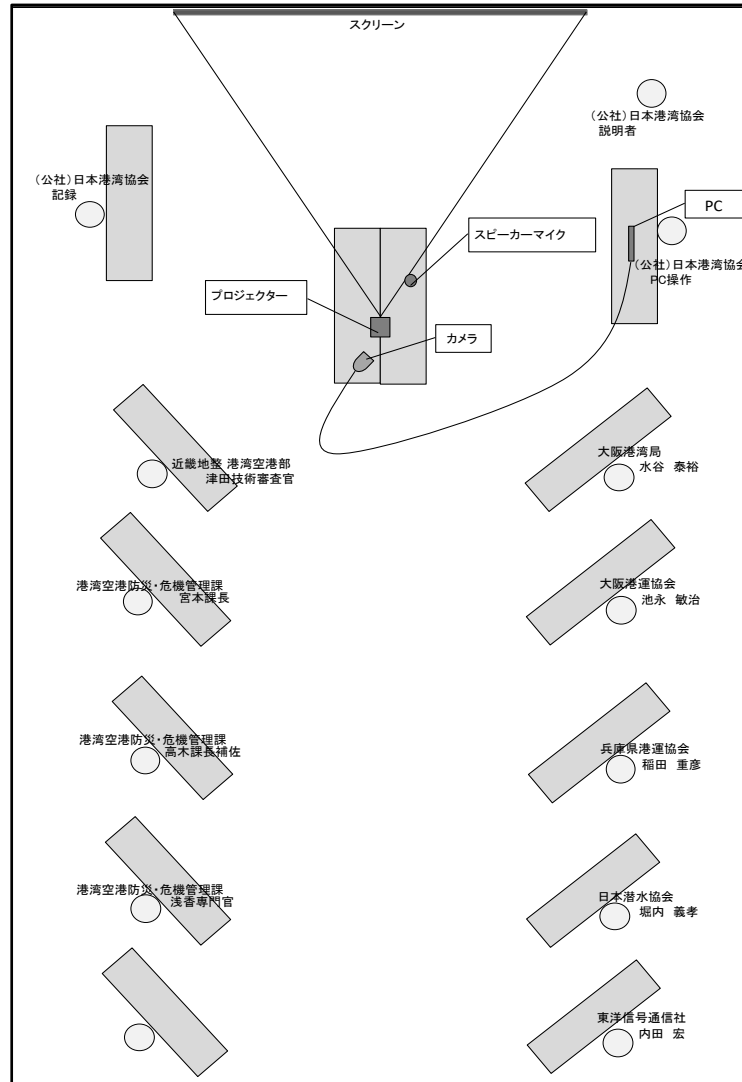 スクリーン
(公社)日本港湾協会
説明者
(公社)日本港湾協会
記録
PC
スピーカーマイク
(公社)日本港湾協会
PC操作
プロジェクター
カメラ
近畿地整 港湾空港部
津田技術審査官
大阪港湾局
水谷 泰裕
港湾空港防災・危機管理課
宮本課長
大阪港運協会
池永 敏治
港湾空港防災・危機管理課
高木課長補佐
兵庫県港運協会
稲田 重彦
港湾空港防災・危機管理課
浅香専門官
日本潜水協会
堀内 義孝
東洋信号通信社
内田 宏